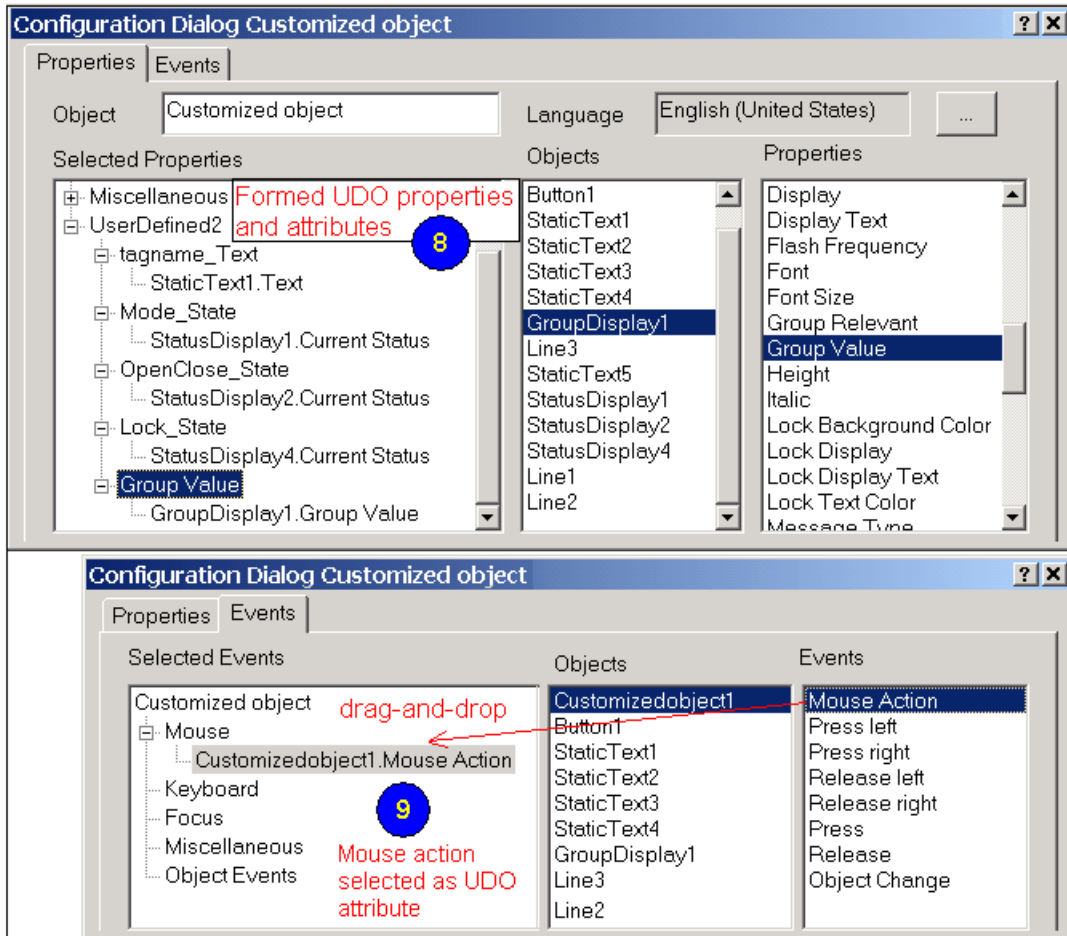 Configuration Dialog Customized object
Properties
Events
Object
Customized object
Language
English (United States)
...
Selected Properties
Miscellaneous
UserDefined2
tagname_Text
StaticText1.Text
Mode_State
StatusDisplay1.Current Status
OpenClose_State
StatusDisplay2.Current Status
Lock_State
StatusDisplay4.Current Status
Group Value
GroupDisplay1.Group Value
Formed UDO properties
and attributes
8
Objects
Button1
StaticText1
StaticText2
StaticText3
StaticText4
GroupDisplay1
Line3
StaticText5
StatusDisplay1
StatusDisplay2
StatusDisplay4
Line1
Line2
Properties
Display
Display Text
Flash Frequency
Font
Font Size
Group Relevant
Group Value
Height
Italic
Lock Background Color
Lock Display
Lock Display Text
Lock Text Color
Message Type
Configuration Dialog Customized object
Properties
Events
Selected Events
Customized object
Mouse
Customizedobject1.Mouse Action
Keyboard
Focus
Miscellaneous
Object Events
drag-and-drop
9
Mouse action
selected as UDO
attribute
Objects
Customizedobject1
Button1
StaticText1
StaticText2
StaticText3
StaticText4
GroupDisplay1
Line3
Line2
Events
Mouse Action
Press left
Press right
Release left
Release right
Press
Release
Object Change